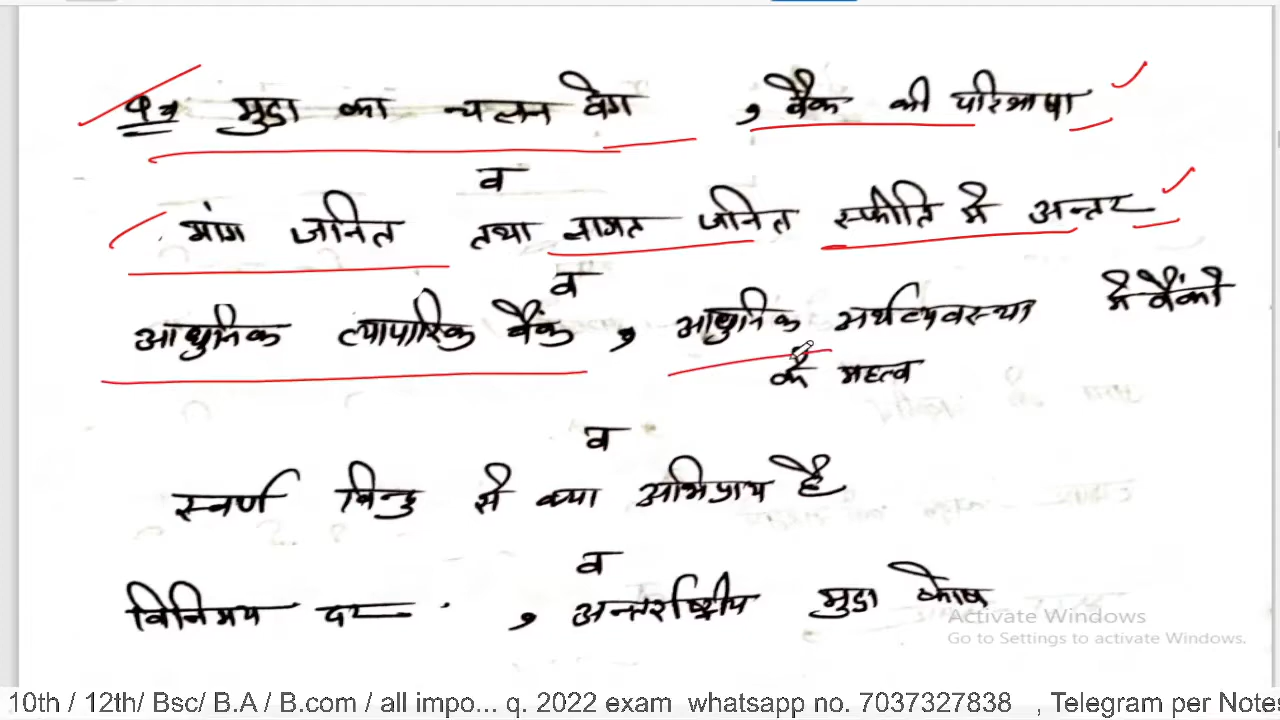 प्र० मुद्रा का चलन वेग , बैंक की परिभाषा
व
मांग जनित तथा लागत जनित स्फीति में अन्तर
व
आधुनिक व्यापारिक बैंक , आधुनिक अर्थव्यवस्था में बैंकों
के महत्व
व
स्वर्ण बिन्दु से क्या अभिप्राय है
व
विनिमय दर , अन्तर्राष्ट्रीय मुद्रा कोष
Activate Windows
Go to Settings to activate Windows.
10th / 12th/ Bsc/ B.A / B.com / all impo... q. 2022 exam whatsapp no. 7037327838 , Telegram per Note